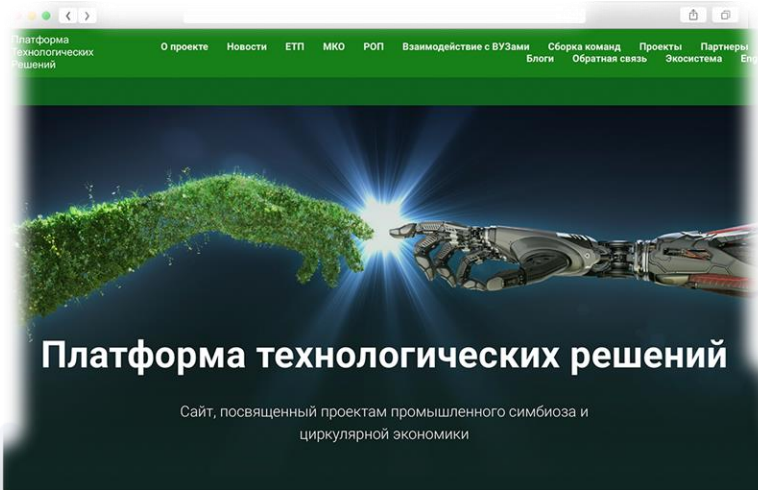 Платформа
Технологических
Решений
О проекте Новости ЕТП МКО РОП Взаимодействие с ВУЗами Сборка команд Проекты Партнеры
Блоги Обратная связь Экосистема
Платформа технологических решений
Сайт, посвященный проектам промышленного симбиоза и
циркулярной экономики